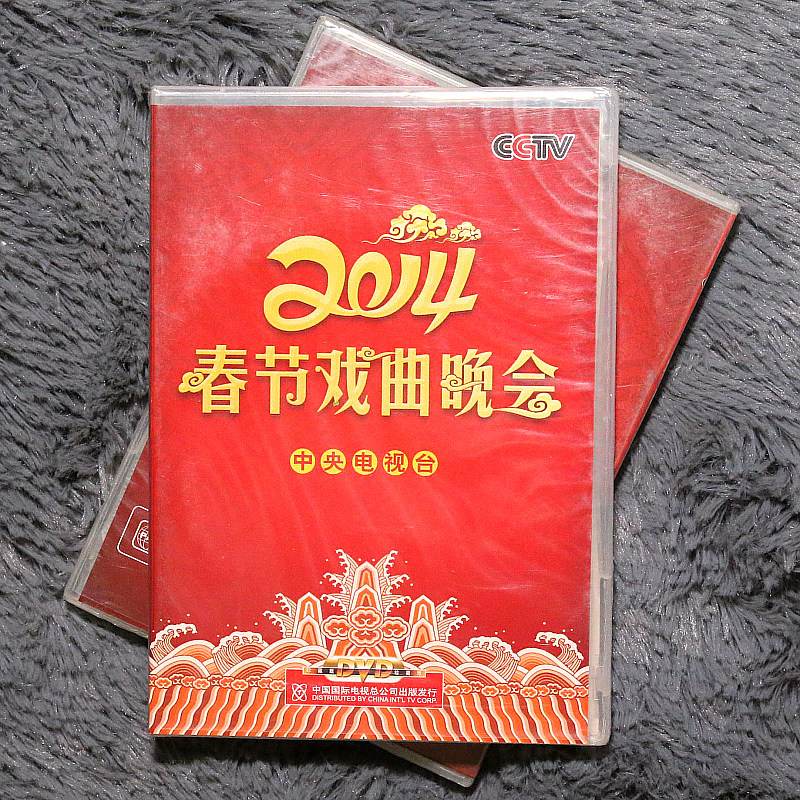 CCTV
2014
春节戏曲晚会
中央电视台
DVD
中国国际电视总公司出版发行
DISTRIBUTED BY CHINA INT'L TV CORP.